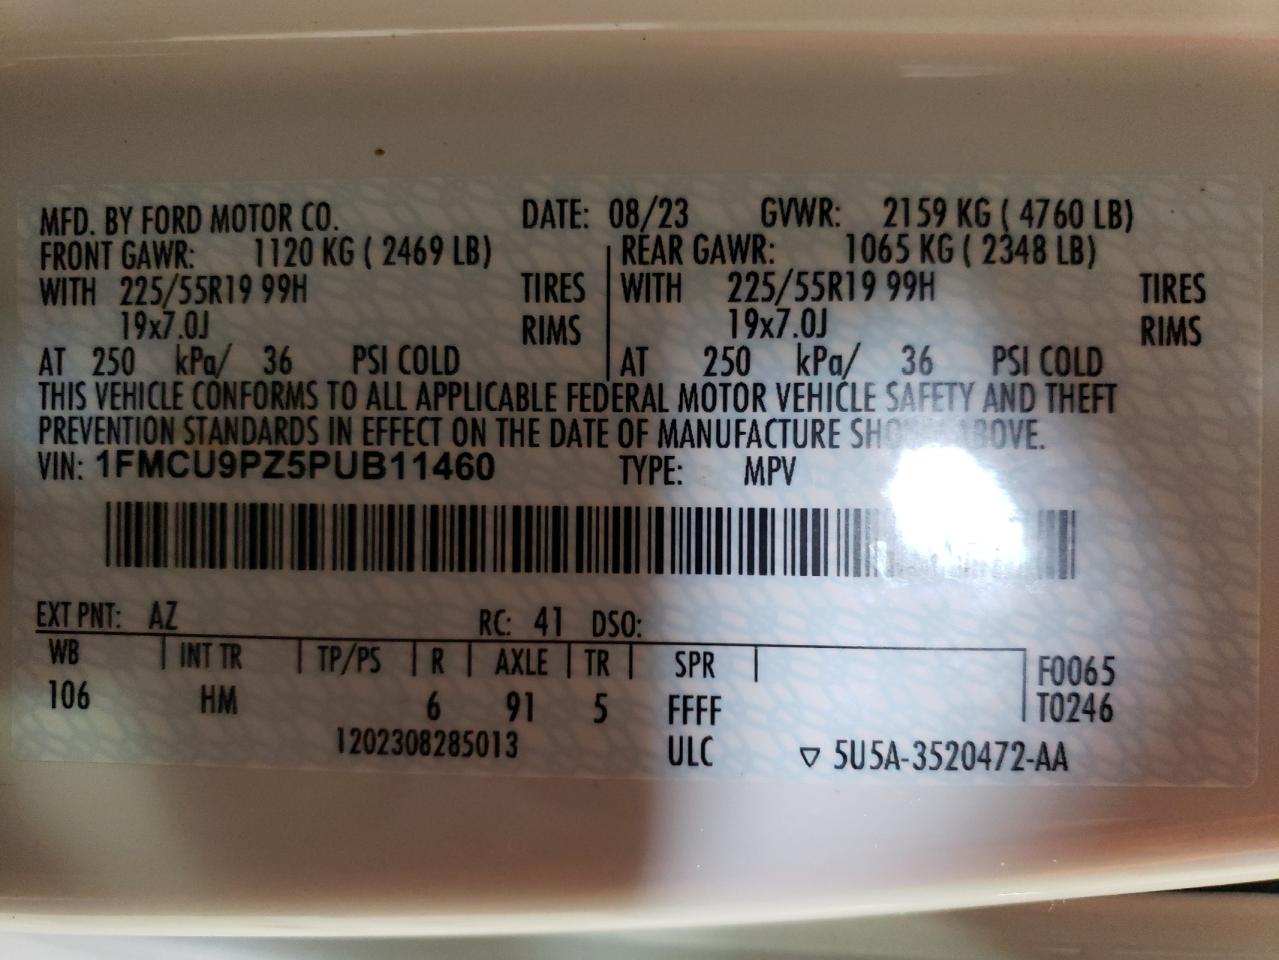 MFD. BY FORD MOTOR CO. DATE: 08/23 GVWR: 2159 KG ( 4760 LB)
FRONT GAWR: 1120 KG ( 2469 LB) REAR GAWR: 1065 KG ( 2348 LB)
WITH 225/55R19 99H TIRES WITH 225/55R19 99H TIRES
19x7.0J RIMS 19x7.0J RIMS
AT 250 kPa/ 36 PSI COLD AT 250 kPa/ 36 PSI COLD
THIS VEHICLE CONFORMS TO ALL APPLICABLE FEDERAL MOTOR VEHICLE SAFETY AND THEFT
PREVENTION STANDARDS IN EFFECT ON THE DATE OF MANUFACTURE SHOWN ABOVE.
VIN: 1FMCU9PZ5PUB11460 TYPE: MPV
EXT PNT: AZ RC: 41 DSO:
WB INT TR TP/PS R AXLE TR SPR F0065
106 HM 6 91 5 FFFF T0246
1202308285013 ULC ▽ 5U5A-3520472-AA